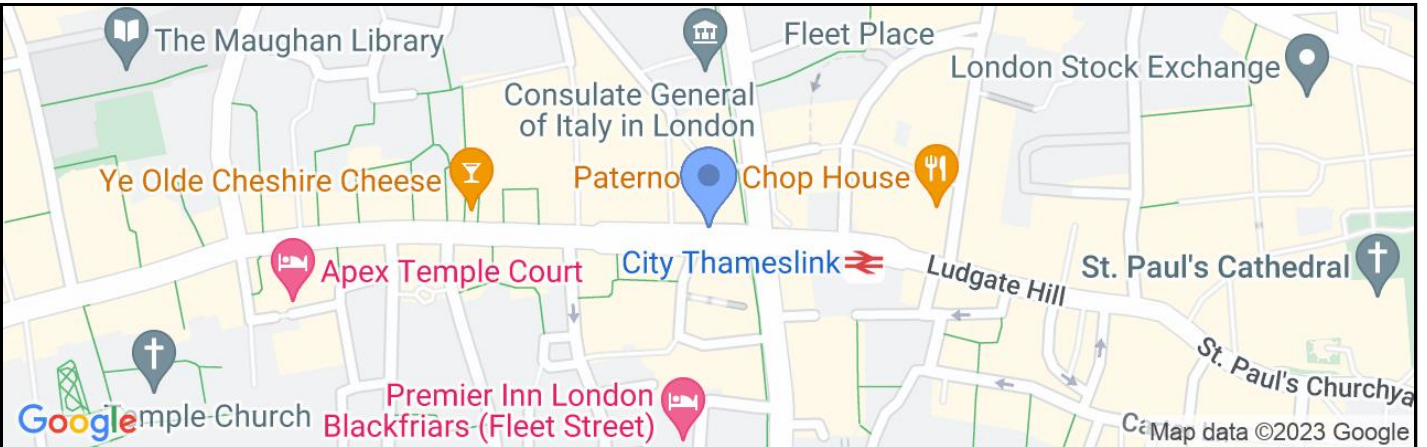 The Maughan Library
Fleet Place
London Stock Exchange
Consulate General
of Italy in London
Ye Olde Cheshire Cheese
Paterno Chop House
Apex Temple Court
City Thameslink
Ludgate Hill
St. Paul's Cathedral
St. Paul's Churchya
Premier Inn London
Blackfriars (Fleet Street)
Google
Temple Church
Ca
Map data ©2023 Google